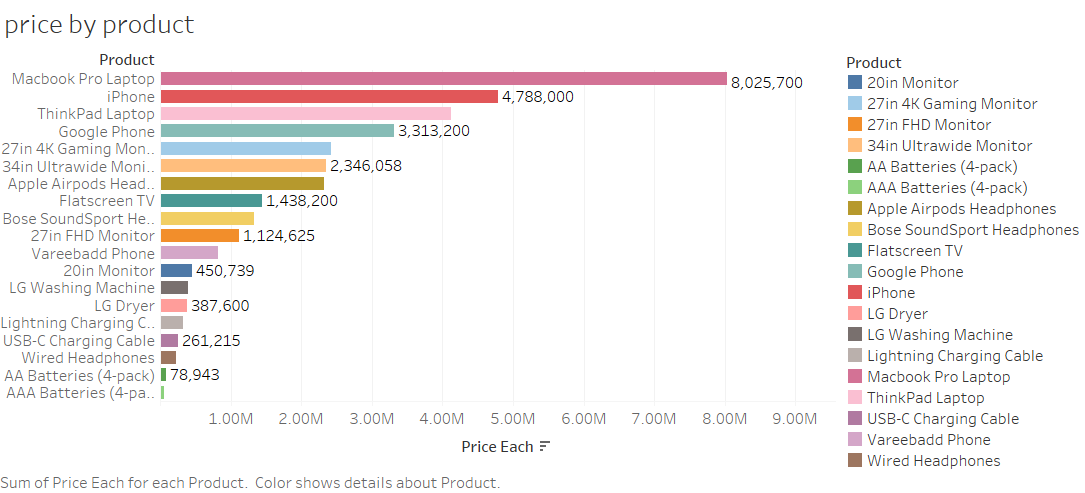 price by product
Product
Macbook Pro Laptop 8,025,700
iPhone 4,788,000
ThinkPad Laptop
Google Phone 3,313,200
27in 4K Gaming Mon..
34in Ultrawide Moni.. 2,346,058
Apple Airpods Head..
Flatscreen TV 1,438,200
Bose SoundSport He..
27in FHD Monitor 1,124,625
Vareebadd Phone
20in Monitor 450,739
LG Washing Machine
LG Dryer 387,600
Lightning Charging C..
USB-C Charging Cable 261,215
Wired Headphones
AA Batteries (4-pack) 78,943
AAA Batteries (4-pa..
1.00M 2.00M 3.00M 4.00M 5.00M 6.00M 7.00M 8.00M 9.00M
Price Each
Product
20in Monitor
27in 4K Gaming Monitor
27in FHD Monitor
34in Ultrawide Monitor
AA Batteries (4-pack)
AAA Batteries (4-pack)
Apple Airpods Headphones
Bose SoundSport Headphones
Flatscreen TV
Google Phone
iPhone
LG Dryer
LG Washing Machine
Lightning Charging Cable
Macbook Pro Laptop
ThinkPad Laptop
USB-C Charging Cable
Vareebadd Phone
Wired Headphones
Sum of Price Each for each Product. Color shows details about Product.